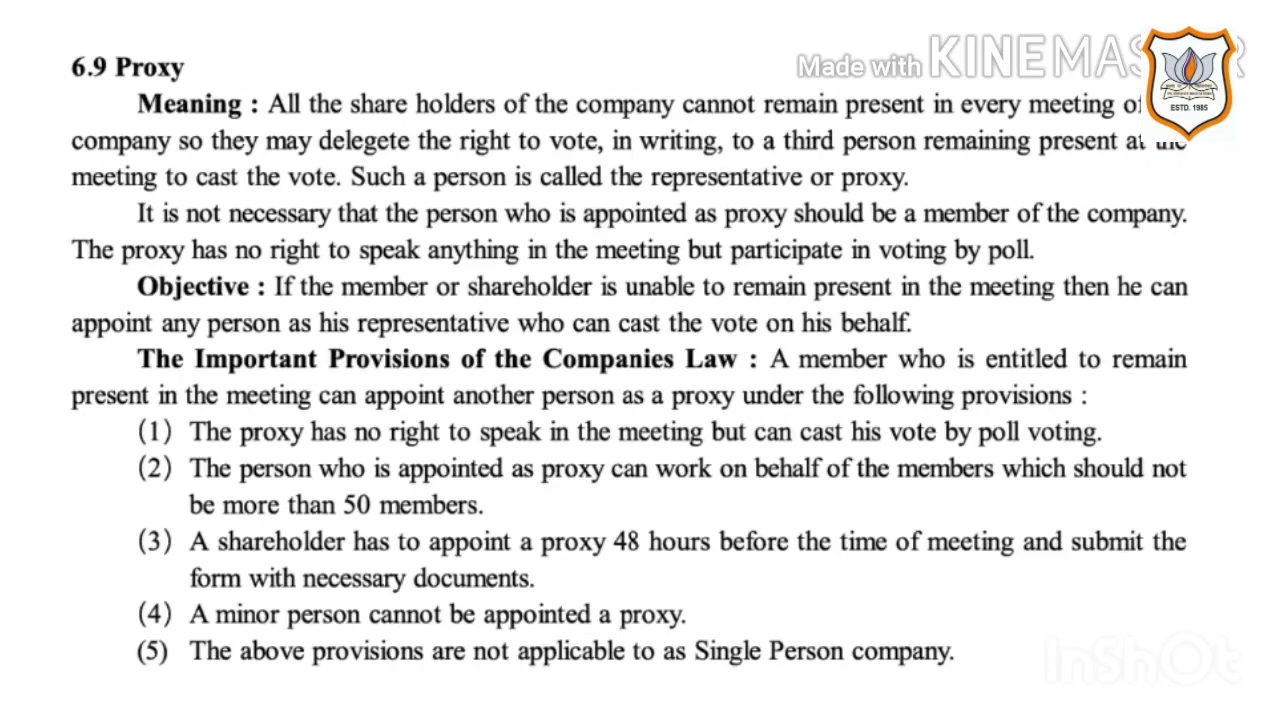 Made with KINEMAS
ESTD. 1985
6.9 Proxy
Meaning : All the share holders of the company cannot remain present in every meeting of
company so they may delegete the right to vote, in writing, to a third person remaining present at the
meeting to cast the vote. Such a person is called the representative or proxy.
It is not necessary that the person who is appointed as proxy should be a member of the company.
The proxy has no right to speak anything in the meeting but participate in voting by poll.
Objective : If the member or shareholder is unable to remain present in the meeting then he can
appoint any person as his representative who can cast the vote on his behalf.
The Important Provisions of the Companies Law : A member who is entitled to remain
present in the meeting can appoint another person as a proxy under the following provisions :
(1) The proxy has no right to speak in the meeting but can cast his vote by poll voting.
(2) The person who is appointed as proxy can work on behalf of the members which should not
be more than 50 members.
(3) A shareholder has to appoint a proxy 48 hours before the time of meeting and submit the
form with necessary documents.
(4) A minor person cannot be appointed a proxy.
(5) The above provisions are not applicable to as Single Person company.
InShOt